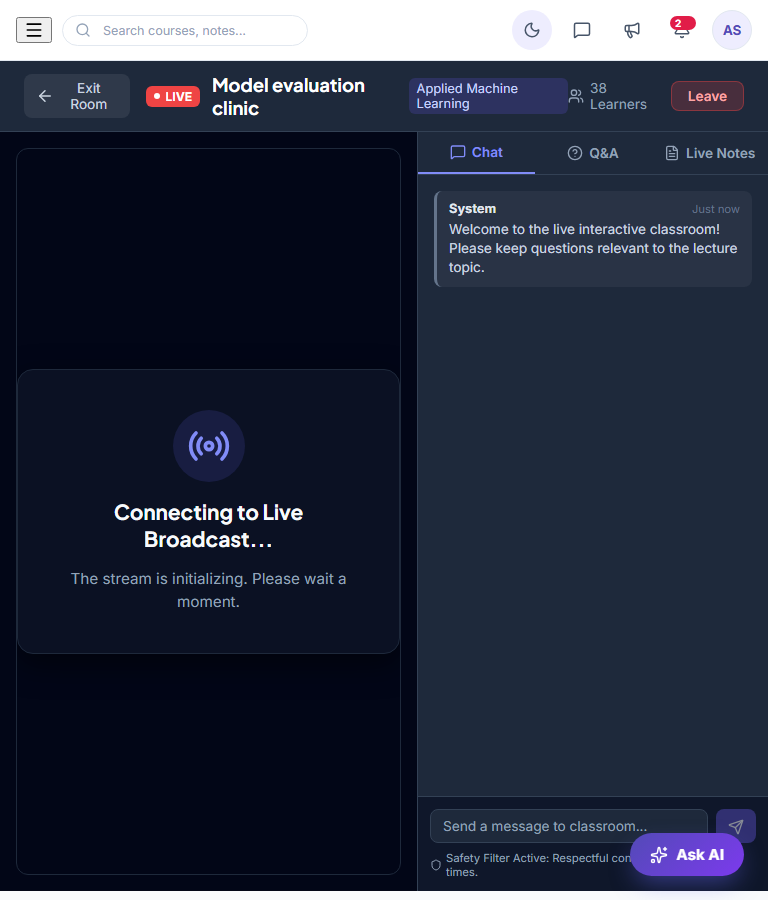 Search courses, notes...
2
AS
Exit
Room
LIVE
Model evaluation
clinic
Applied Machine
Learning
38
Learners
Leave
Chat
Q&A
Live Notes
System
Just now
Welcome to the live interactive classroom!
Please keep questions relevant to the lecture
topic.
Connecting to Live
Broadcast...
The stream is initializing. Please wait a
moment.
Send a message to classroom...
Safety Filter Active: Respectful
times.
Ask AI